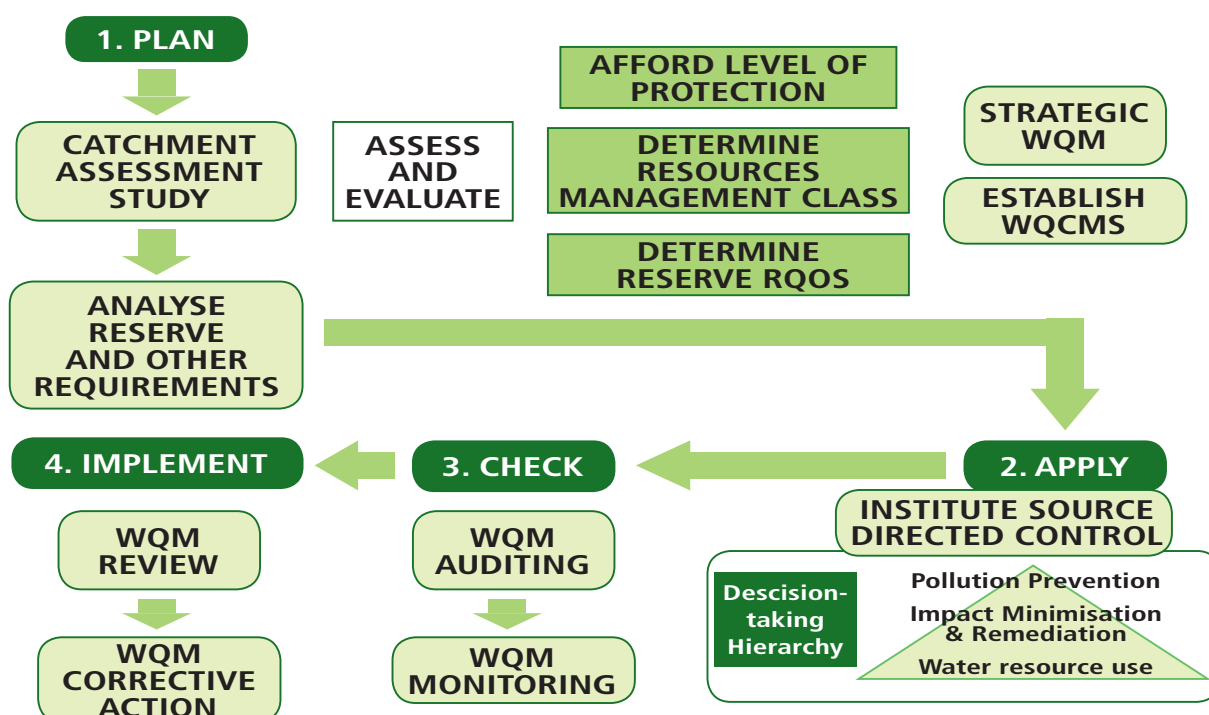 1. PLAN
CATCHMENT
ASSESSMENT
STUDY
ANALYSE
RESERVE
AND OTHER
REQUIREMENTS
ASSESS
AND
EVALUATE
AFFORD LEVEL OF
PROTECTION
DETERMINE
RESOURCES
MANAGEMENT CLASS
DETERMINE
RESERVE RQOS
STRATEGIC
WQM
ESTABLISH
WQCMS
2. APPLY
INSTITUTE SOURCE
DIRECTED CONTROL
Descision-
taking
Hierarchy
Pollution Prevention
Impact Minimisation
& Remediation
Water resource use
3. CHECK
WQM
AUDITING
WQM
MONITORING
4. IMPLEMENT
WQM
REVIEW
WQM
CORRECTIVE
ACTION